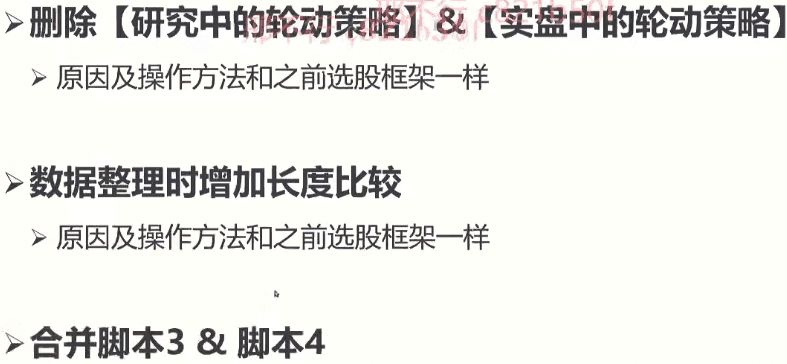 ➢删除【研究中的轮动策略】&【实盘中的轮动策略】
➢ 原因及操作方法和之前选股框架一样
➢数据整理时增加长度比较
➢ 原因及操作方法和之前选股框架一样
➢合并脚本3 & 脚本4